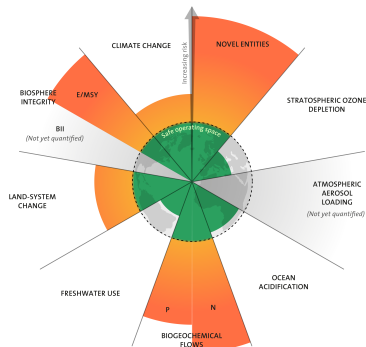 CLIMATE CHANGE
NOVEL ENTITIES
Increasing risk
STRATOSPHERIC OZONE
DEPLETION
BIOSPHERE
INTEGRITY
E/MSY
BII
(Not yet quantified)
Safe operating space
ATMOSPHERIC
AEROSOL
LOADING
(Not yet quantified)
LAND-SYSTEM
CHANGE
FRESHWATER USE
OCEAN
ACIDIFICATION
P
N
BIOGEOCHEMICAL
FLOWS